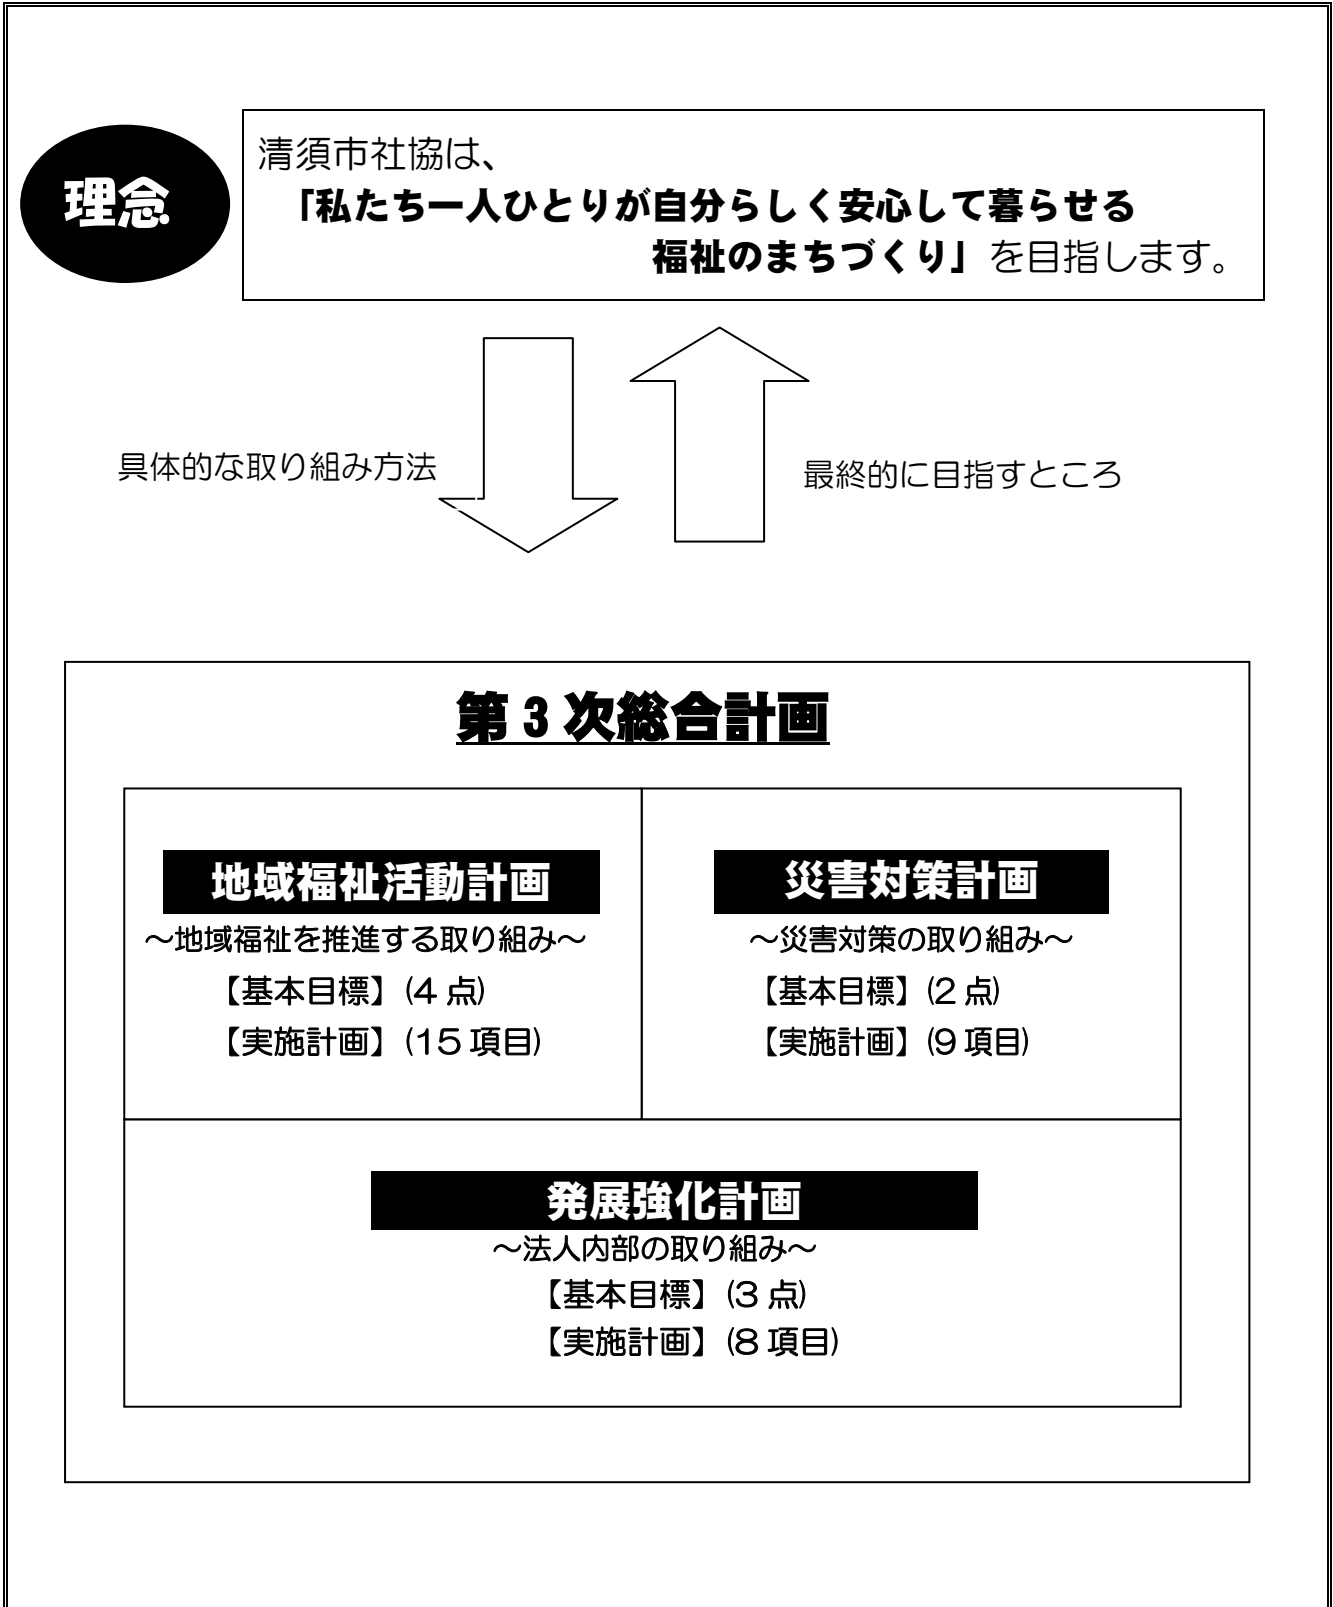 理念
清須市社協は、
「私たち一人ひとりが自分らしく安心して暮らせる
福祉のまちづくり」を目指します。
具体的な取り組み方法
最終的に目指すところ
第3次総合計画
地域福祉活動計画
～地域福祉を推進する取り組み～
【基本目標】(4点)
【実施計画】(15項目)
災害対策計画
～災害対策の取り組み～
【基本目標】(2点)
【実施計画】(9項目)
発展強化計画
～法人内部の取り組み～
【基本目標】(3点)
【実施計画】(8項目)